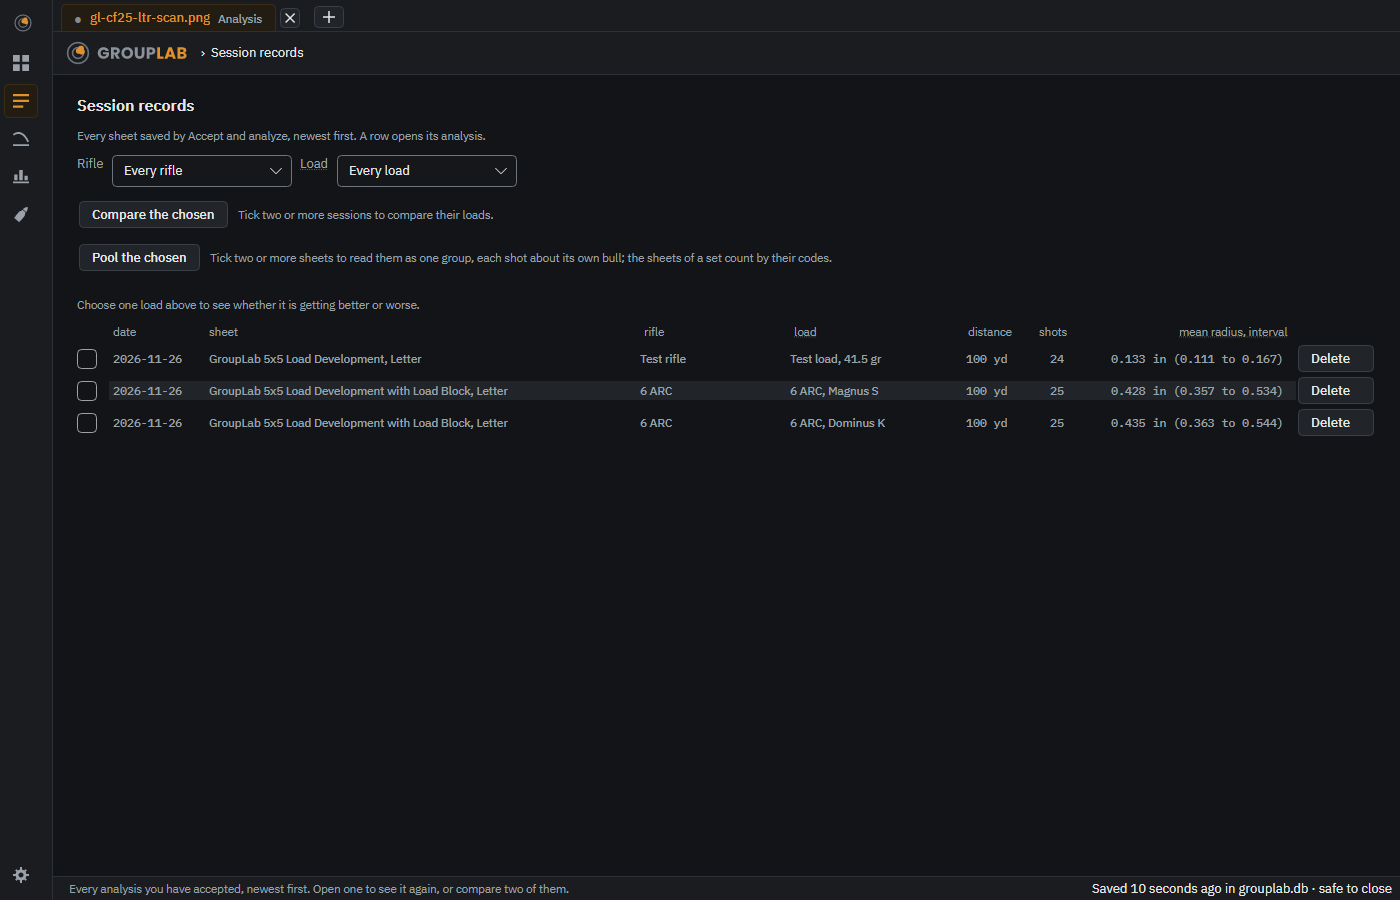 gl-cf25-ltr-scan.png Analysis
GROUPLAB › Session records
Session records
Every sheet saved by Accept and analyze, newest first. A row opens its analysis.
Rifle Every rifle Load Every load
Compare the chosen Tick two or more sessions to compare their loads.
Pool the chosen Tick two or more sheets to read them as one group, each shot about its own bull; the sheets of a set count by their codes.
Choose one load above to see whether it is getting better or worse.
date sheet rifle load distance shots mean radius, interval
2026-11-26 GroupLab 5x5 Load Development, Letter Test rifle Test load, 41.5 gr 100 yd 24 0.133 in (0.111 to 0.167) Delete
2026-11-26 GroupLab 5x5 Load Development with Load Block, Letter 6 ARC 6 ARC, Magnus S 100 yd 25 0.428 in (0.357 to 0.534) Delete
2026-11-26 GroupLab 5x5 Load Development with Load Block, Letter 6 ARC 6 ARC, Dominus K 100 yd 25 0.435 in (0.363 to 0.544) Delete
Every analysis you have accepted, newest first. Open one to see it again, or compare two of them. Saved 10 seconds ago in grouplab.db · safe to close